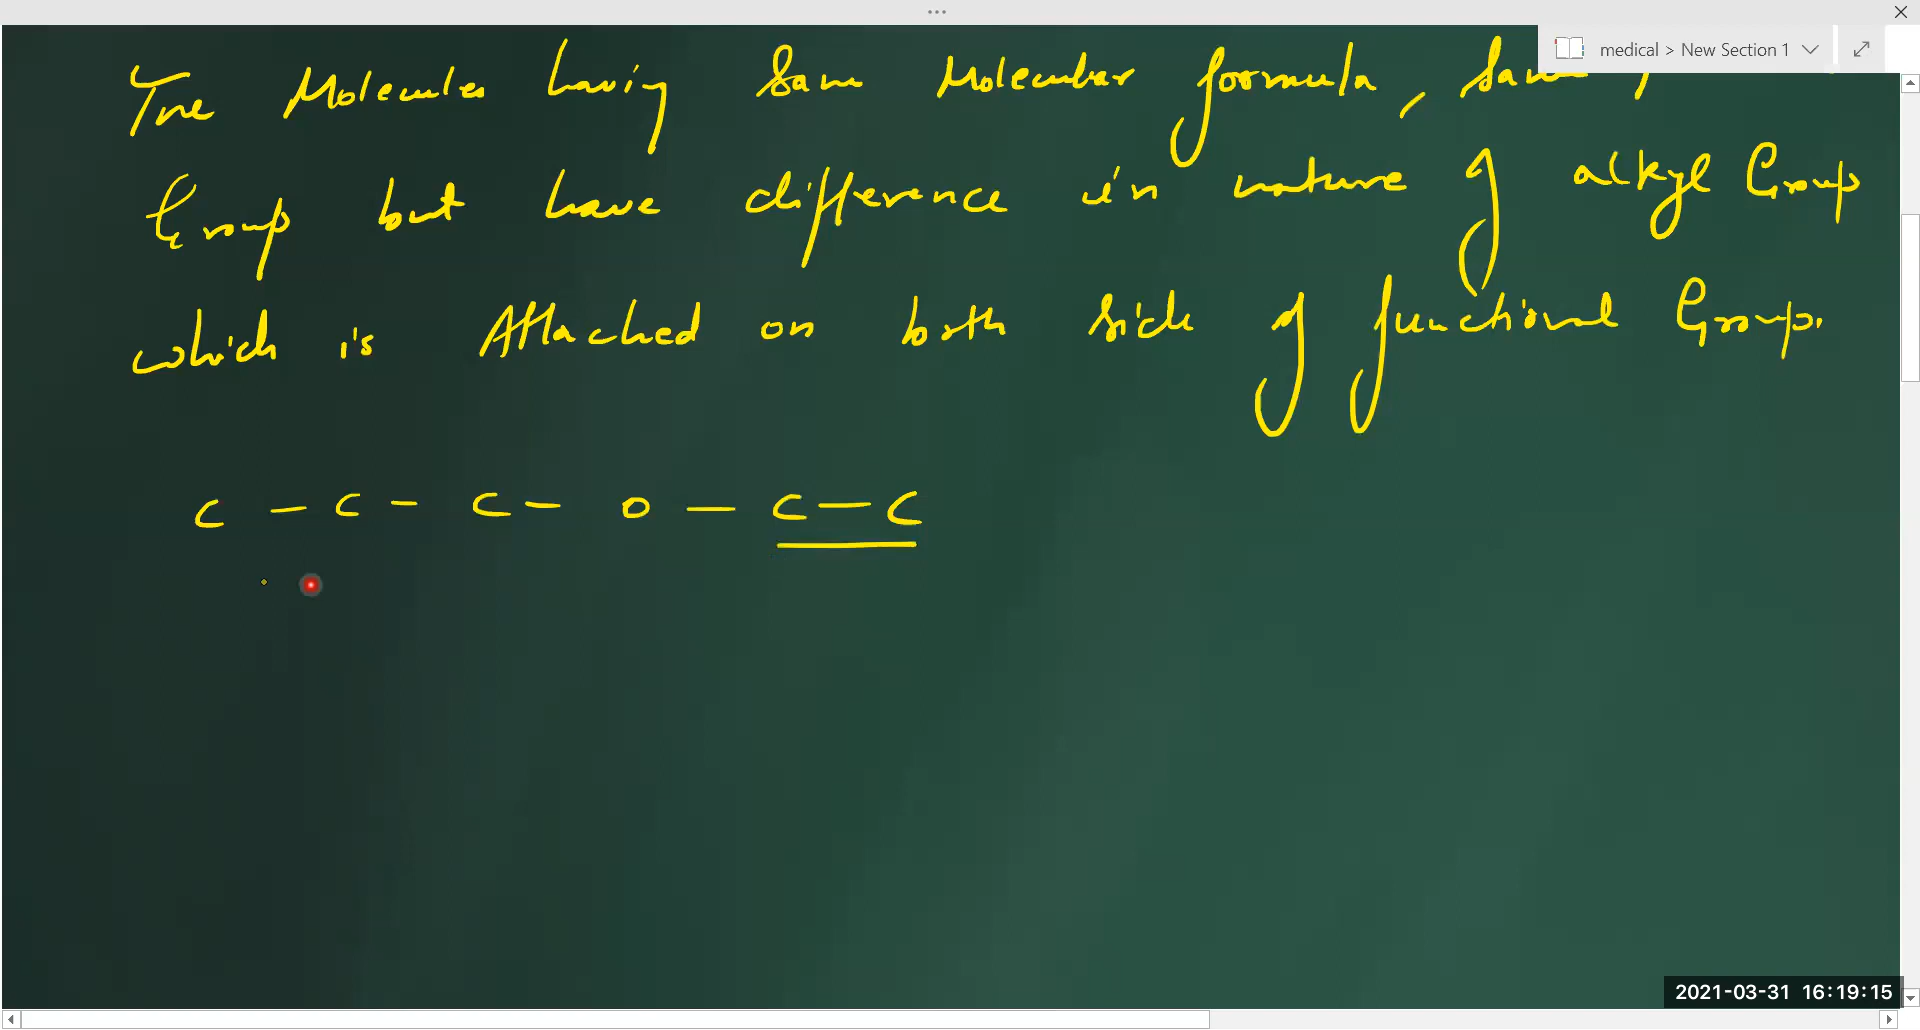 medical > New Section 1
The Molecules having Same Molecular formula, Same
Group but have difference in nature of alkyl Group
which is Attached on both side of functional Group.
C - C - C - O - C - C
2021-03-31 16:19:15